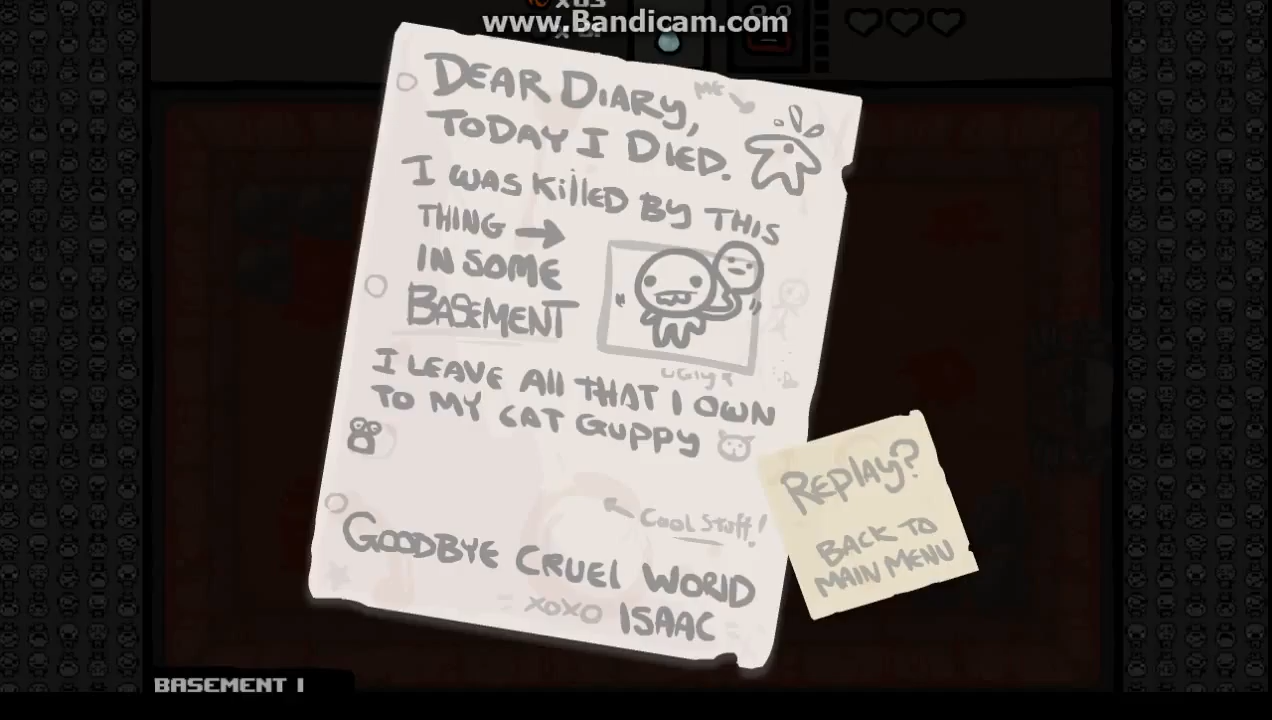 www.Bandicam.com
DEAR DIARY,
ME
TODAY I DIED.
I WAS KILLED BY THIS
THING →
IN SOME
BASEMENT
UGLY
I LEAVE ALL THAT I OWN
TO MY CAT GUPPY
COOL STUFF!
GOODBYE CRUEL WORLD
XOXO ISAAC
REPLAY?
BACK TO
MAIN MENU
BASEMENT I